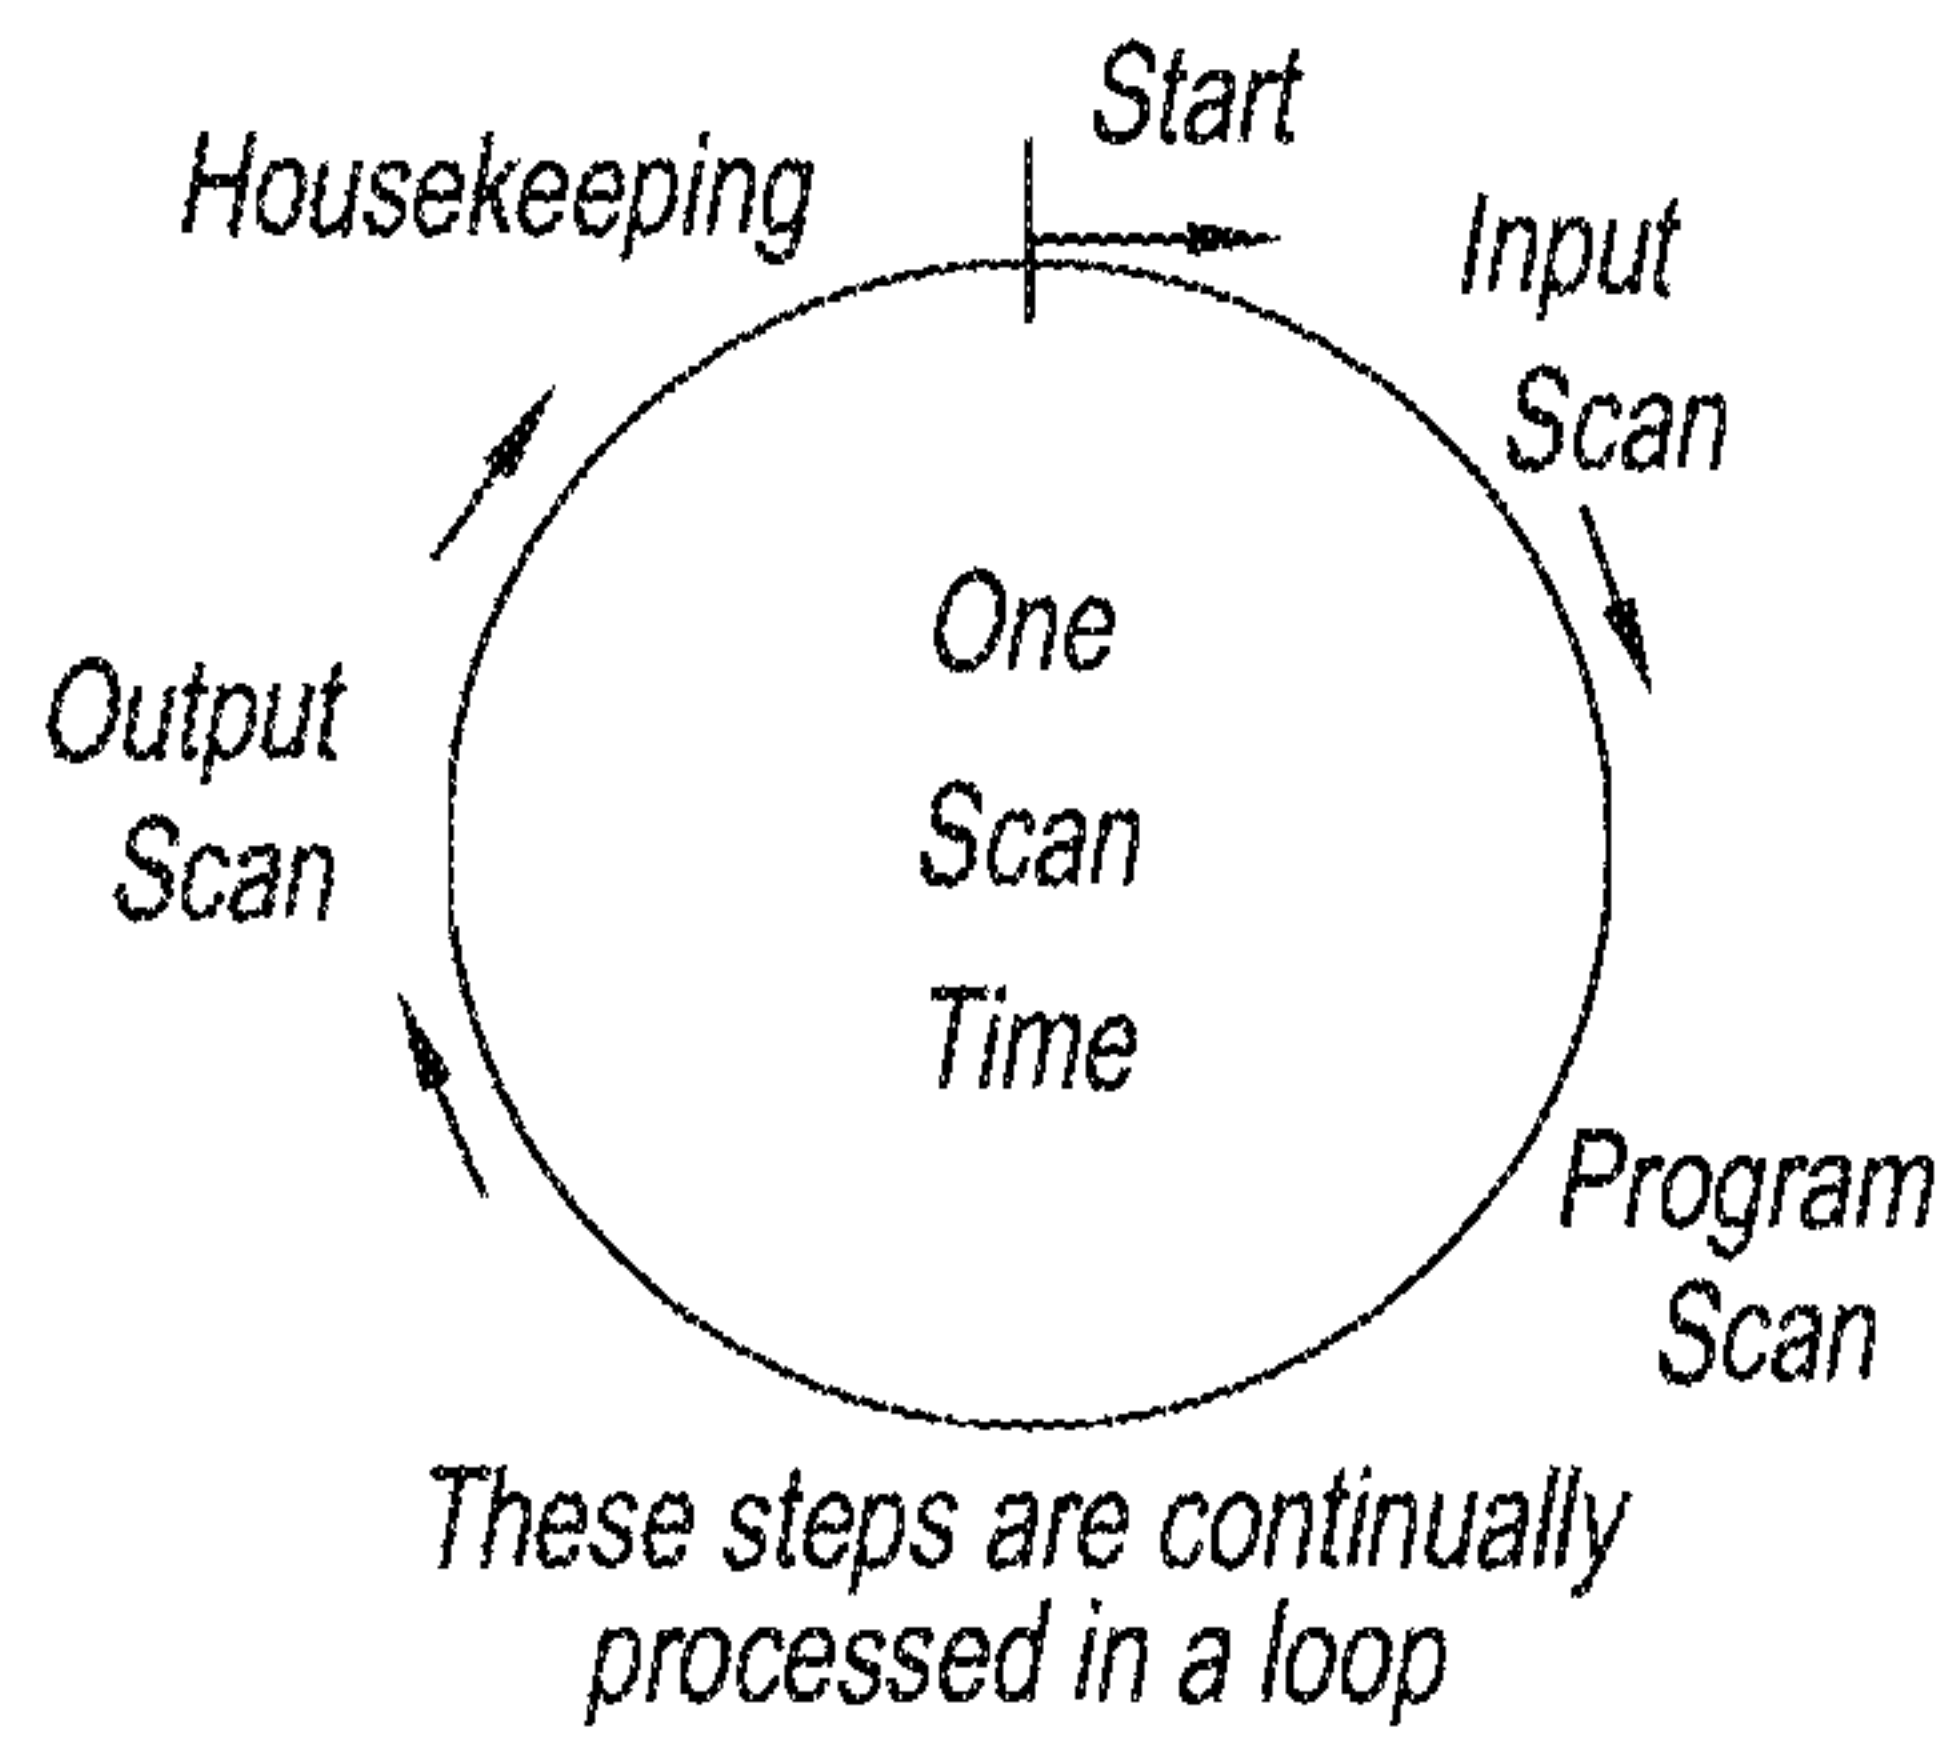 Start
Housekeeping
Input
Scan
One
Scan
Time
Output
Scan
Program
Scan
These steps are continually
processed in a loop